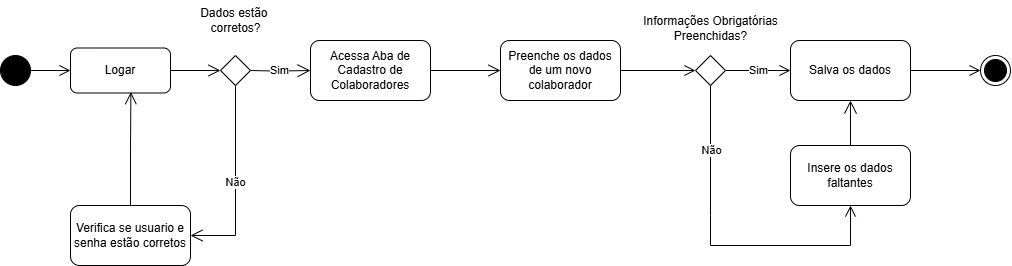 Dados estão
corretos?
Informações Obrigatórias
Preenchidas?
Logar
Sim
Acessa Aba de
Cadastro de
Colaboradores
Preenche os dados
de um novo
colaborador
Sim
Salva os dados
Não
Não
Insere os dados
faltantes
Verifica se usuario e
senha estão corretos